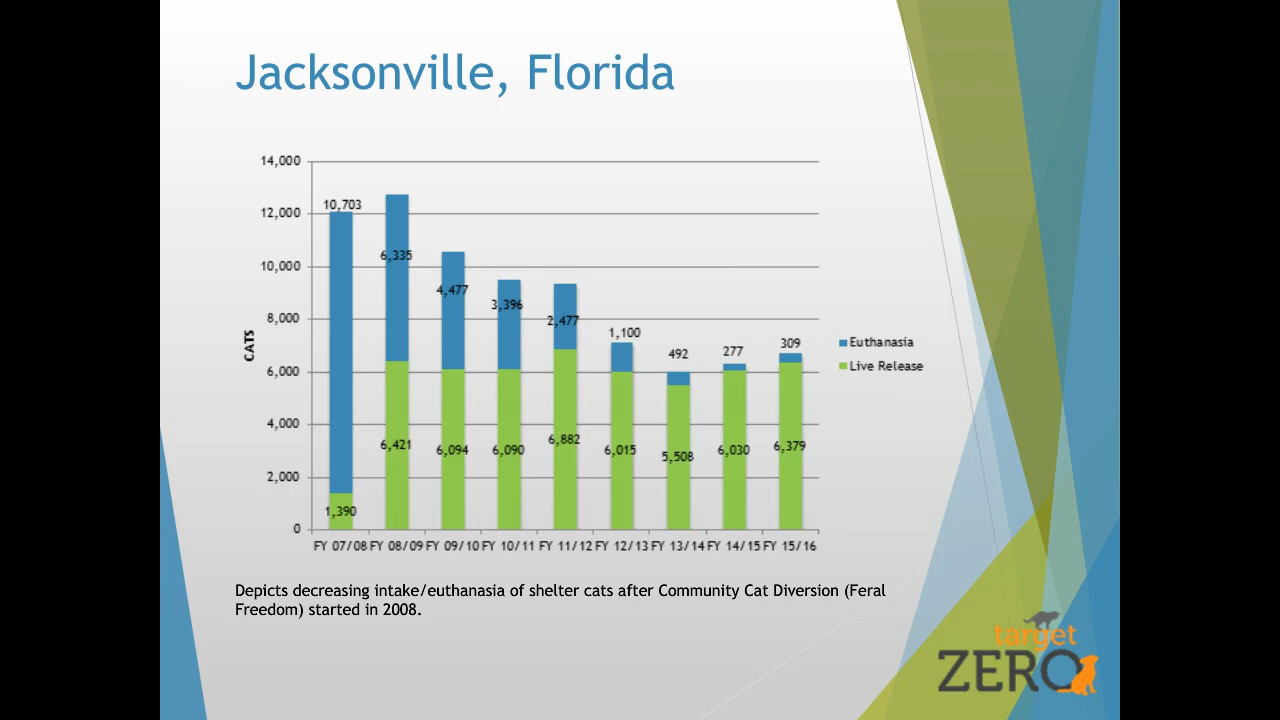 Jacksonville, Florida
14,000
12,000
10,000
8,000
6,000
4,000
2,000
0
CATS
10,703
6,335
4,477
3,396
2,477
1,100
492
277
309
1,390
6,421
6,094
6,090
6,882
6,015
5,508
6,030
6,379
FY 07/08 FY 08/09 FY 09/10 FY 10/11 FY 11/12 FY 12/13 FY 13/14 FY 14/15 FY 15/16
Euthanasia
Live Release
Depicts decreasing intake/euthanasia of shelter cats after Community Cat Diversion (Feral
Freedom) started in 2008.
target
ZERO